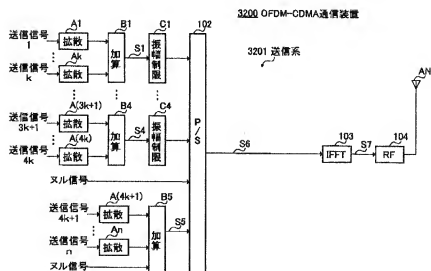 3200 OFDM-CDMA通信装置
3201 送信系
送信信号 1
A1
拡散
B1
加算
S1
C1
振幅制限
102
P/S
送信信号 k
Ak
拡散
送信信号 3k+1
A(3k+1)
拡散
B4
加算
S4
C4
振幅制限
送信信号 4k
A(4k)
拡散
ヌル信号
送信信号 4k+1
A(4k+1)
拡散
B5
加算
S5
送信信号 n
An
拡散
ヌル信号
S6
103
IFFT
S7
104
RF
AN